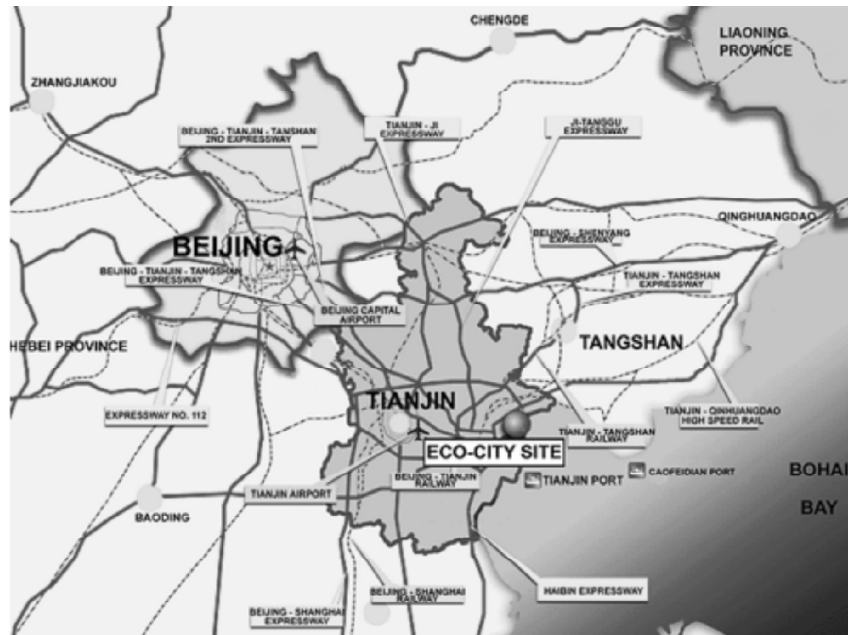 CHENGDE
LIAONING
PROVINCE
ZHANGJIAKOU
BEIJING - TIANJIN - TANSHAN
2ND EXPRESSWAY
TIANJIN - JI
EXPRESSWAY
JI-TANGGU
EXPRESSWAY
QINHUANGDAO
BEIJING
BEIJING - SHENYANG
EXPRESSWAY
BEIJING - TIANJIN - TANGSHAN
EXPRESSWAY
TIANJIN - TANGSHAN
EXPRESSWAY
BEIJING CAPITAL
AIRPORT
HEBEI PROVINCE
TANGSHAN
TIANJIN
EXPRESSWAY NO. 112
TIANJIN - QINHUANGDAO
HIGH SPEED RAIL
TIANJIN - TANGSHAN
RAILWAY
ECO-CITY SITE
BOHAI
BAY
CAOFEIDIAN PORT
BEIJING - TIANJIN
RAILWAY
TIANJIN PORT
TIANJIN AIRPORT
BAODING
BEIJING - SHANGHAI
RAILWAY
HAIBIN EXPRESSWAY
BEIJING - SHANGHAI
EXPRESSWAY